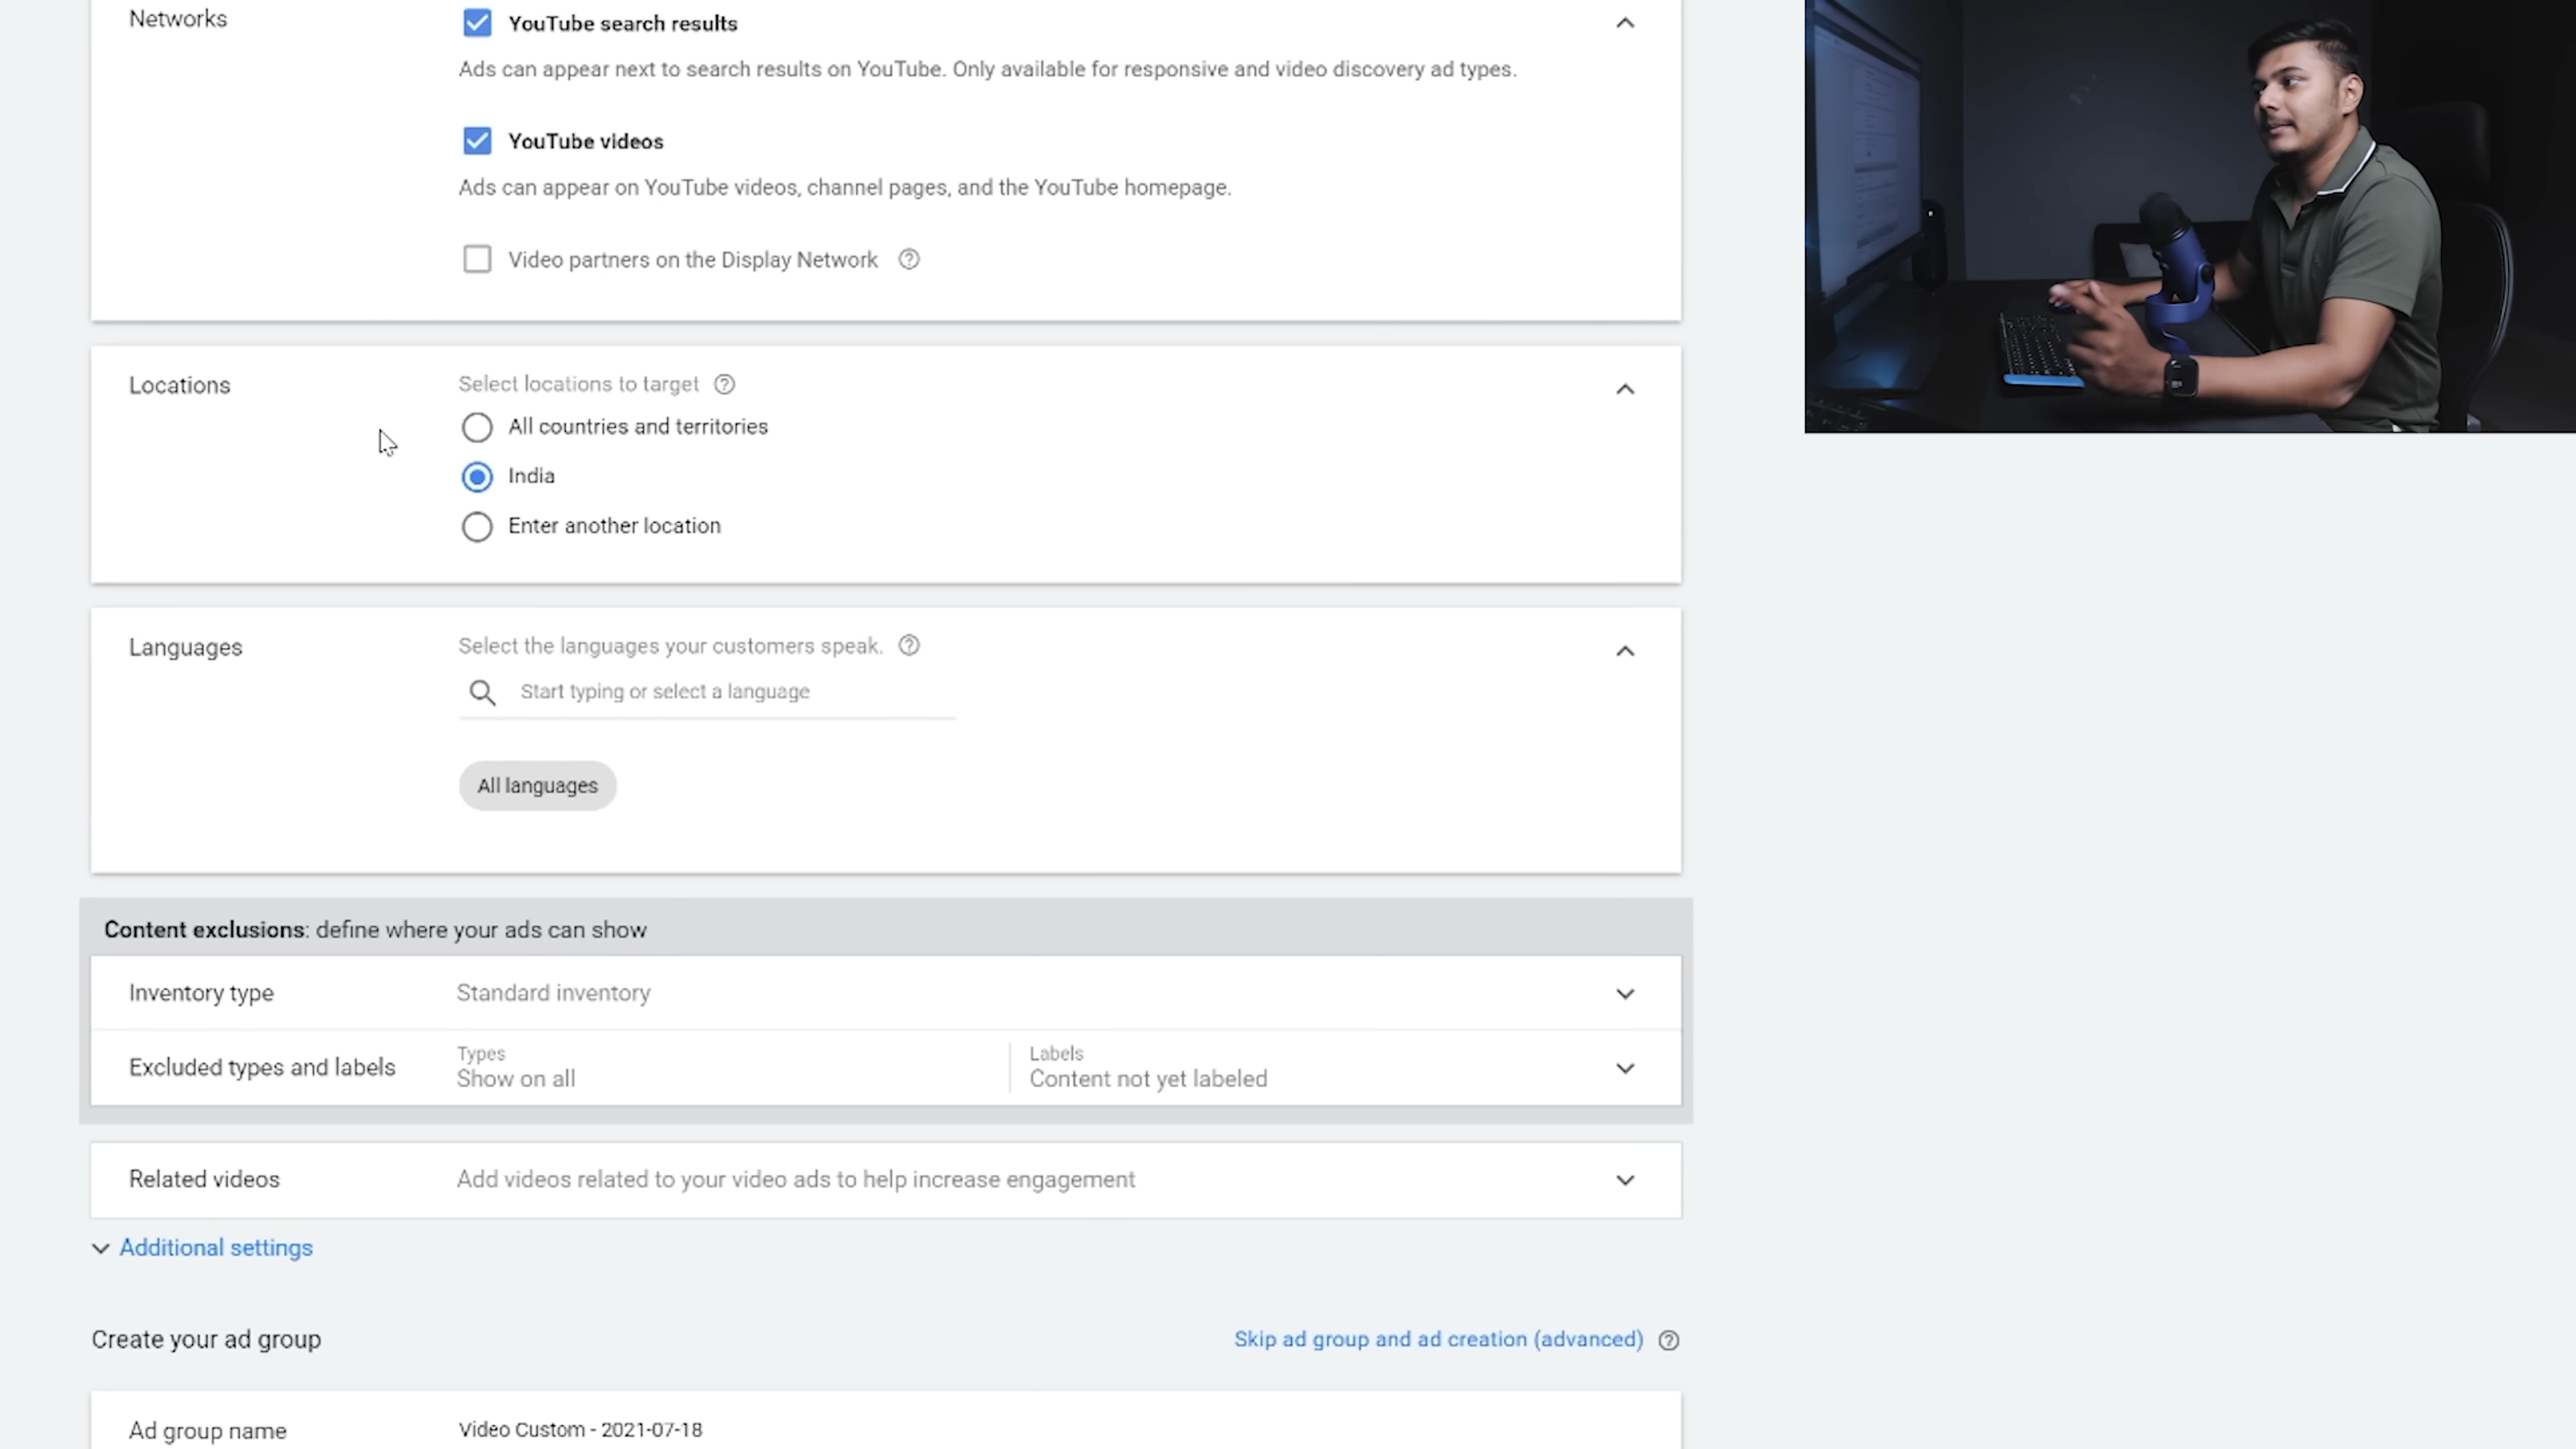 Networks
YouTube search results
Ads can appear next to search results on YouTube. Only available for responsive and video discovery ad types.
YouTube videos
Ads can appear on YouTube videos, channel pages, and the YouTube homepage.
Video partners on the Display Network
Locations
Select locations to target
All countries and territories
India
Enter another location
Languages
Select the languages your customers speak.
Start typing or select a language
All languages
Content exclusions: define where your ads can show
Inventory type
Standard inventory
Excluded types and labels
Types
Show on all
Labels
Content not yet labeled
Related videos
Add videos related to your video ads to help increase engagement
Additional settings
Create your ad group
Skip ad group and ad creation (advanced)
Ad group name
Video Custom - 2021-07-18